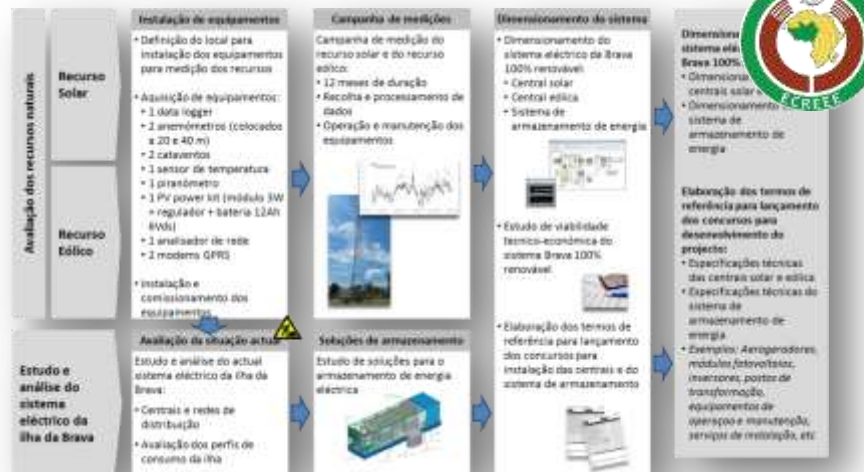 Avaliação dos recursos naturais
Recurso
Solar
Recurso
Eólico
Instalação de equipamentos
• Definição do local para
instalação dos equipamentos
para medição dos recursos
• Aquisição de equipamentos:
• 1 data logger
• 2 anemómetros (colocados
a 20 e 40 m)
• 2 cataventos
• 1 sensor de temperatura
• 1 piranómetro
• 1 PV power kit (módulo 3W
+ regulador + bateria 12Ah
6Vds)
• 1 analisador de rede
• 2 modems GPRS
• Instalação e
comissionamento dos
equipamentos
Campanha de medições
Campanha de medição do
recurso solar e do recurso
eólico:
• 12 meses de duração
• Recolha e processamento de
dados
• Operação e manutenção dos
equipamentos
Dimensionamento do sistema
• Dimensionamento do
sistema eléctrico da Brava
100% renovável:
• Central solar
• Central eólica
• Sistema de
armazenamento de energia
• Estudo de viabilidade
tecnico-económica do
sistema Brava 100%
renovável
• Elaboração dos termos de
referência para lançamento
dos concursos para
instalação das centrais e do
sistema de armazenamento
Dimensiona
sistema elé
Brava 100%
• Dimensiona
centrais solar e
• Dimensionamento
sistema de
armazenamento de
energia
Elaboração dos termos de
referência para lançamento
dos concursos para
desenvolvimento do
projecto:
• Especificações técnicas
das centrais solar e eólica
• Especificações técnicas do
sistema de
armazenamento de
energia
• Exemplos: Aerogeradores,
módulos fotovoltaicos,
inversores, postos de
transformação,
equipamentos de
operaçao e manutenção,
serviços de instalação, etc
ECREEE
Estudo e
análise do
sistema
eléctrico da
ilha da Brava
Avaliação da situação actual
Estudo e análise do actual
sistema eléctrico da ilha da
Brava:
• Centrais e redes de
distribuição
• Avaliação dos perfis de
consumo da ilha
Soluções de armazenamento
Estudo de soluções para o
armazenamento de energia
eléctrica